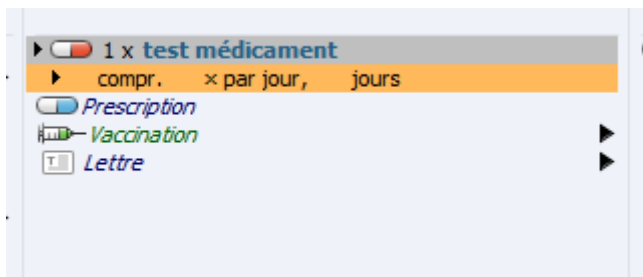 1 x test médicament
compr. × par jour, jours
Prescription
Vaccination
T
Lettre